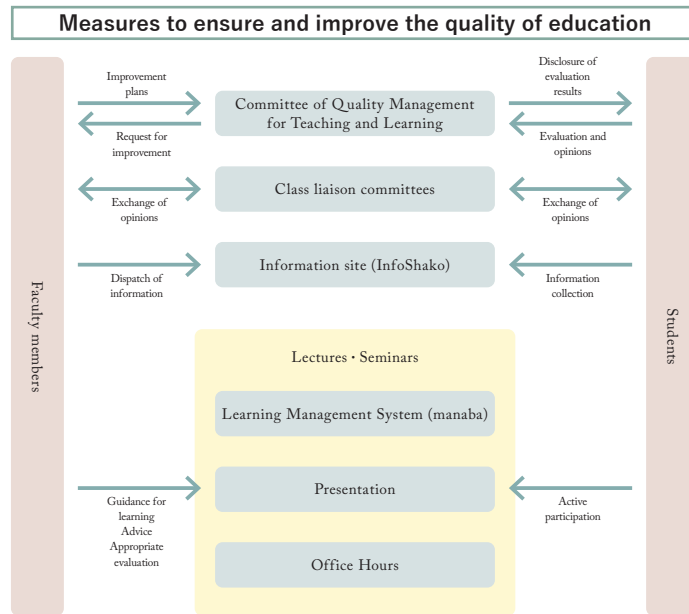 Measures to ensure and improve the quality of education
Faculty members
Improvement
plans
Request for
improvement
Committee of Quality Management
for Teaching and Learning
Disclosure of
evaluation
results
Evaluation and
opinions
Exchange of
opinions
Class liaison committees
Exchange of
opinions
Dispatch of
information
Information site (InfoShako)
Information
collection
Students
Lectures・Seminars
Learning Management System (manaba)
Guidance for
learning
Advice
Appropriate
evaluation
Presentation
Active
participation
Office Hours